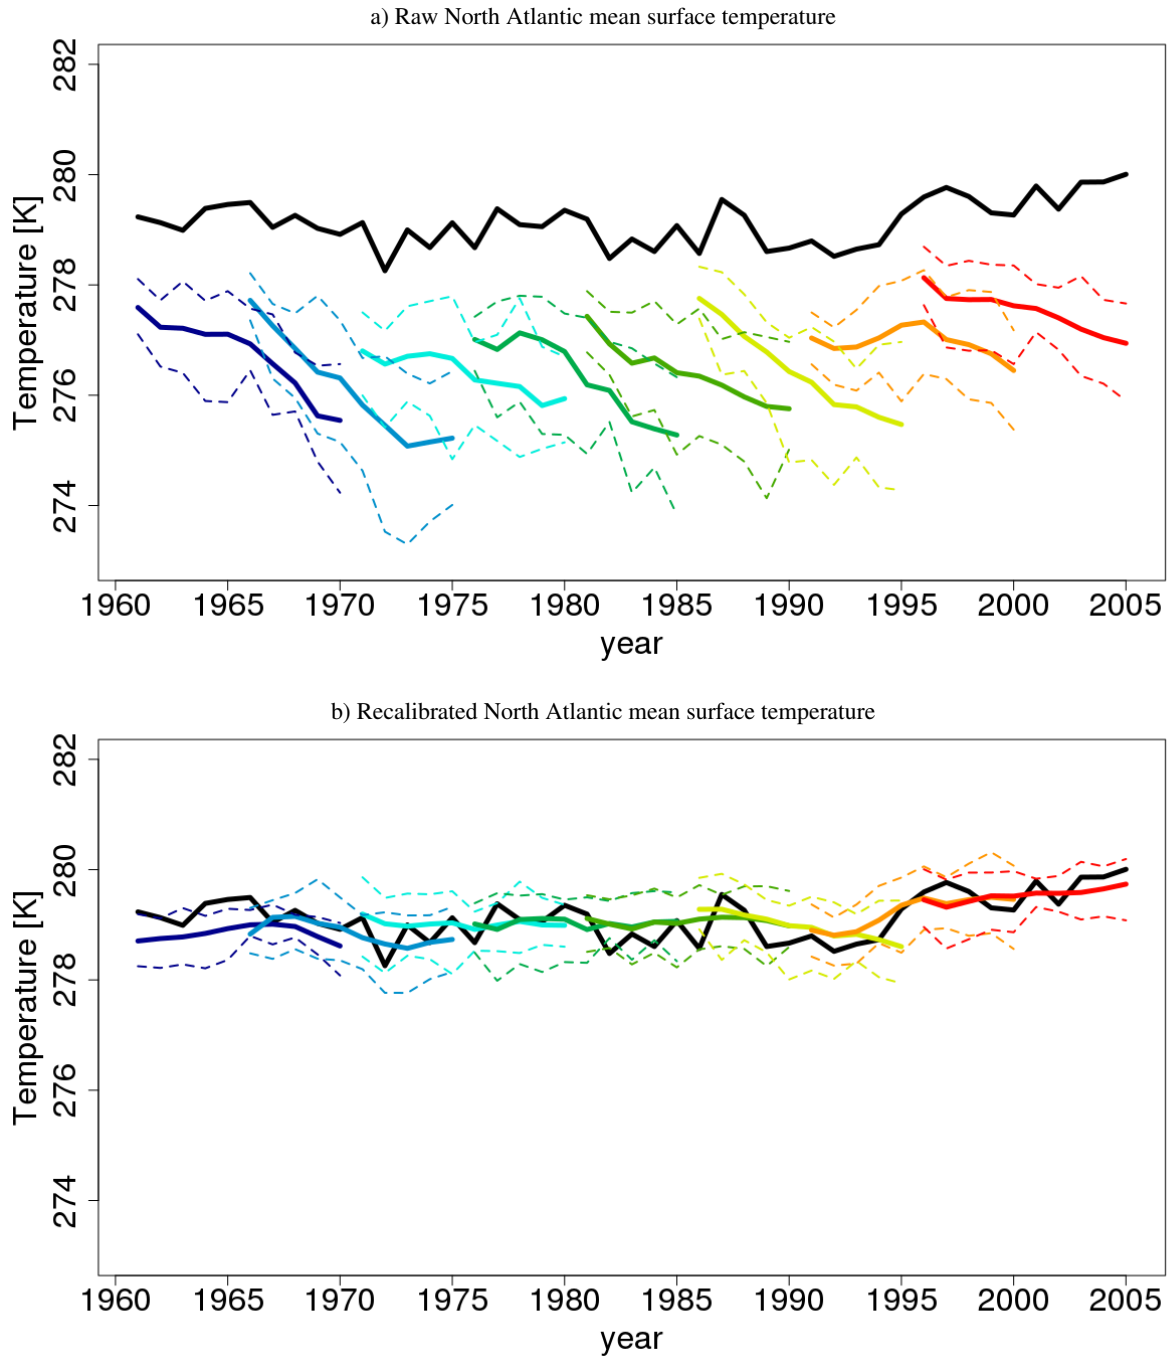 a) Raw North Atlantic mean surface temperature
282
280
278
276
274
Temperature [K]
1960 1965 1970 1975 1980 1985 1990 1995 2000 2005
year
b) Recalibrated North Atlantic mean surface temperature
282
280
278
276
274
Temperature [K]
1960 1965 1970 1975 1980 1985 1990 1995 2000 2005
year